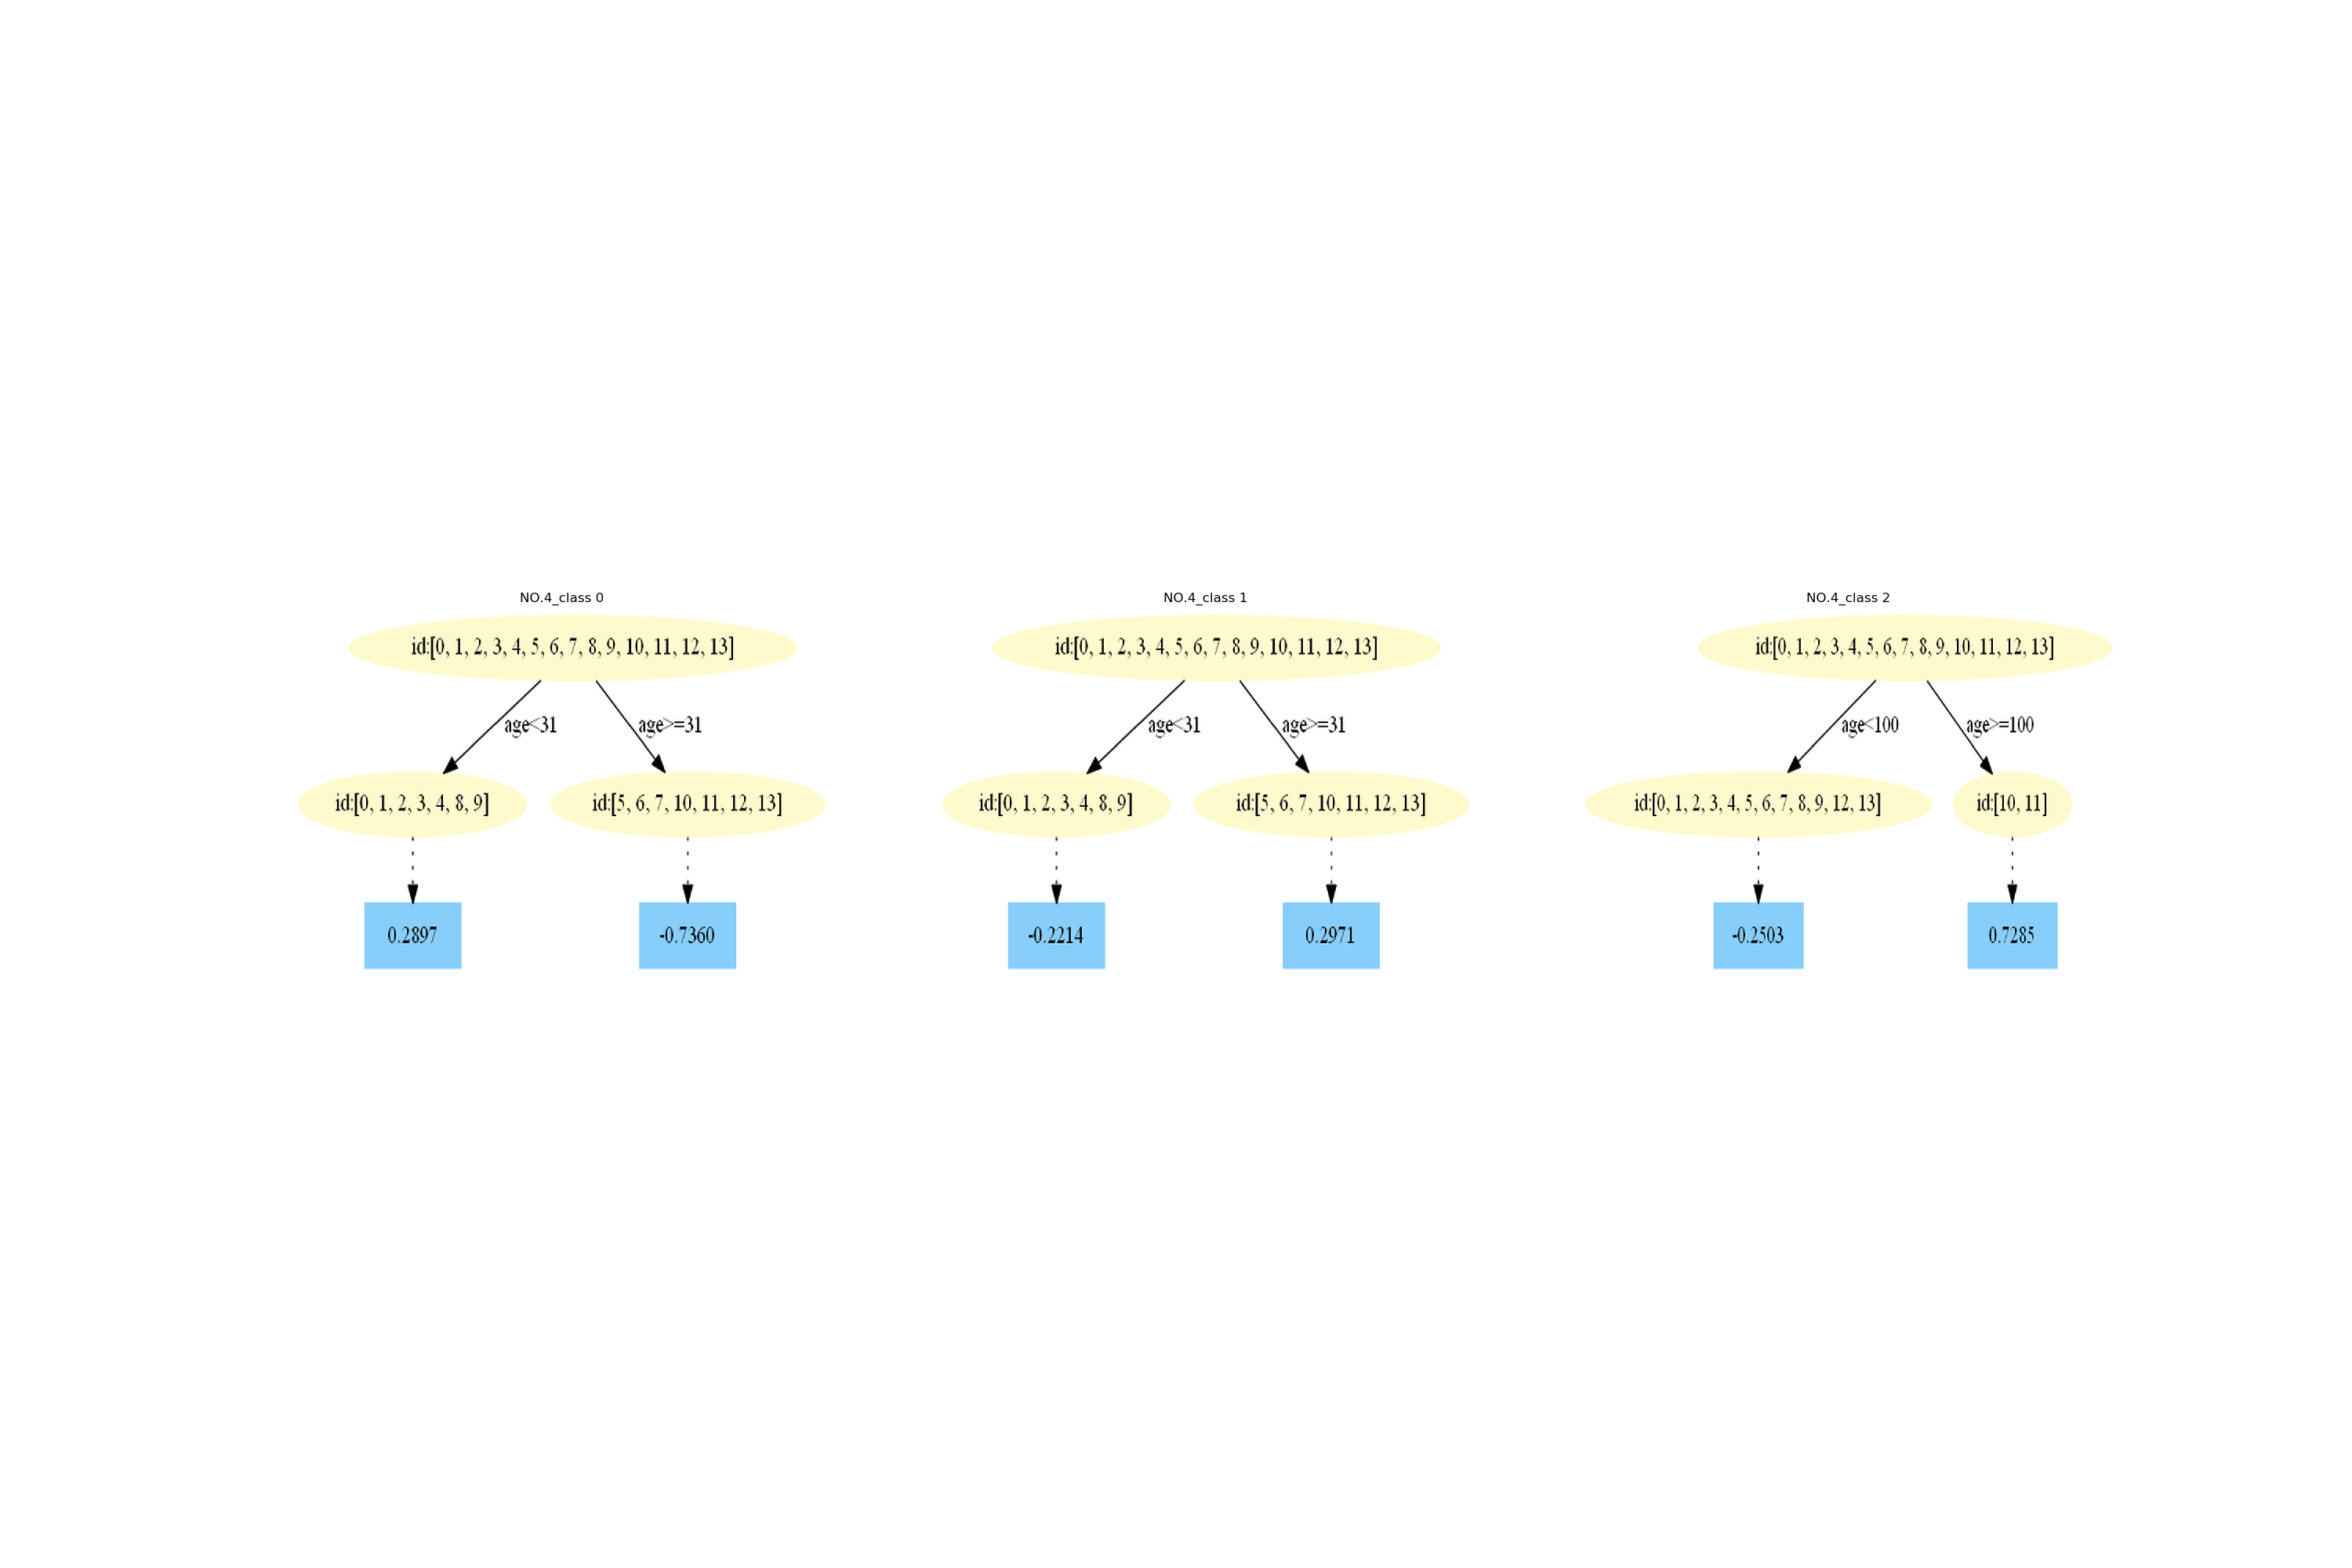 NO.4_class 0
id:[0, 1, 2, 3, 4, 5, 6, 7, 8, 9, 10, 11, 12, 13]
age<31
age>=31
id:[0, 1, 2, 3, 4, 8, 9]
id:[5, 6, 7, 10, 11, 12, 13]
0.2897
-0.7360
NO.4_class 1
id:[0, 1, 2, 3, 4, 5, 6, 7, 8, 9, 10, 11, 12, 13]
age<31
age>=31
id:[0, 1, 2, 3, 4, 8, 9]
id:[5, 6, 7, 10, 11, 12, 13]
-0.2214
0.2971
NO.4_class 2
id:[0, 1, 2, 3, 4, 5, 6, 7, 8, 9, 10, 11, 12, 13]
age<100
age>=100
id:[0, 1, 2, 3, 4, 5, 6, 7, 8, 9, 12, 13]
id:[10, 11]
-0.2503
0.7285